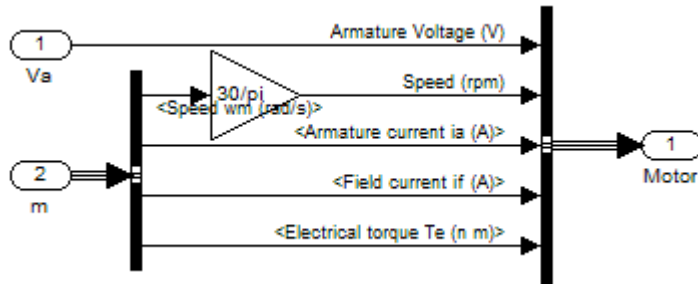 Armature Voltage (V)
1
Va
30/pi
Speed (rpm)
<Speed wm (rad/s)>
<Armature current ia (A)>
1
Motor
2
m
<Field current if (A)>
<Electrical torque Te (n m)>